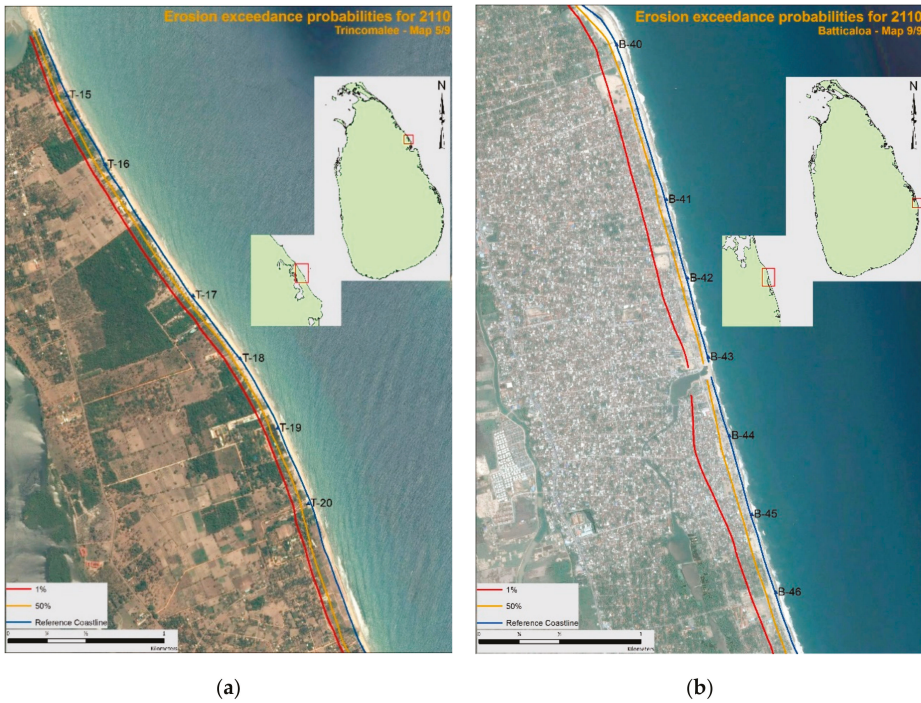 Erosion exceedance probabilities for 2110
Trincomalee - Map 5/9
N
T-15
T-16
T-17
T-18
T-19
T-20
1%
50%
Reference Coastline
Kilometers
(a)
Erosion exceedance probabilities for 2110
Batticaloa - Map 9/9
N
B-40
B-41
B-42
B-43
B-44
B-45
B-46
1%
50%
Reference Coastline
Kilometers
(b)